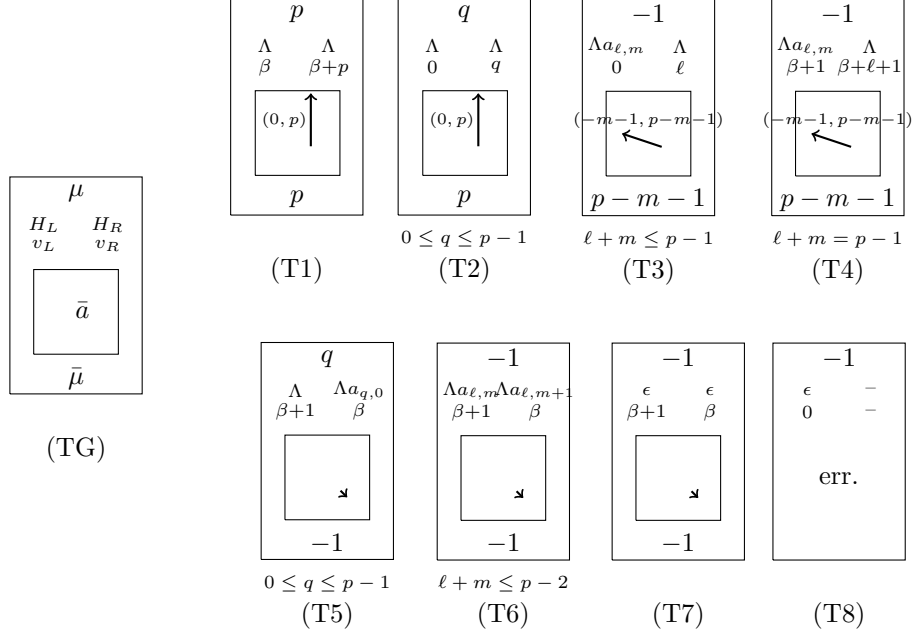 p
Λ Λ
β β+p
(0, p)
p
(T1)
q
Λ Λ
0 q
(0, p)
p
0 ≤ q ≤ p − 1
(T2)
−1
Λa_{ℓ,m} Λ
0 ℓ
(−m−1, p−m−1)
p − m − 1
ℓ + m ≤ p − 1
(T3)
−1
Λa_{ℓ,m} Λ
β+1 β+ℓ+1
(−m−1, p−m−1)
p − m − 1
ℓ + m = p − 1
(T4)
μ
H_L H_R
v_L v_R
ā
μ̄
(TG)
q
Λ Λa_{q,0}
β+1 β
−1
0 ≤ q ≤ p − 1
(T5)
−1
Λa_{ℓ,m} Λa_{ℓ,m+1}
β+1 β
−1
ℓ + m ≤ p − 2
(T6)
−1
ϵ ϵ
β+1 β
−1
(T7)
−1
ϵ −
0 −
err.
(T8)